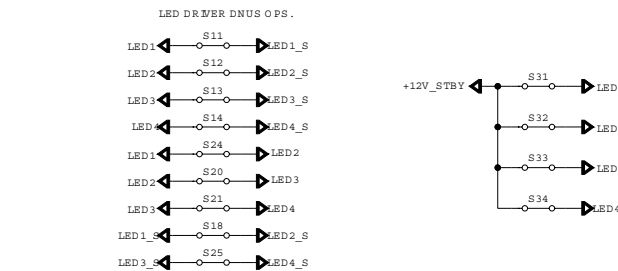 LED DRIVER DNUS OPS.
LED1 S11 LED1_S
LED2 S12 LED2_S
LED3 S13 LED3_S
LED4 S14 LED4_S
LED1 S24 LED2
LED2 S20 LED3
LED3 S21 LED4
LED1_S S18 LED2_S
LED3_S S25 LED4_S
+12V_STBY S31 LED
S32 LED
S33 LED
S34 LED4